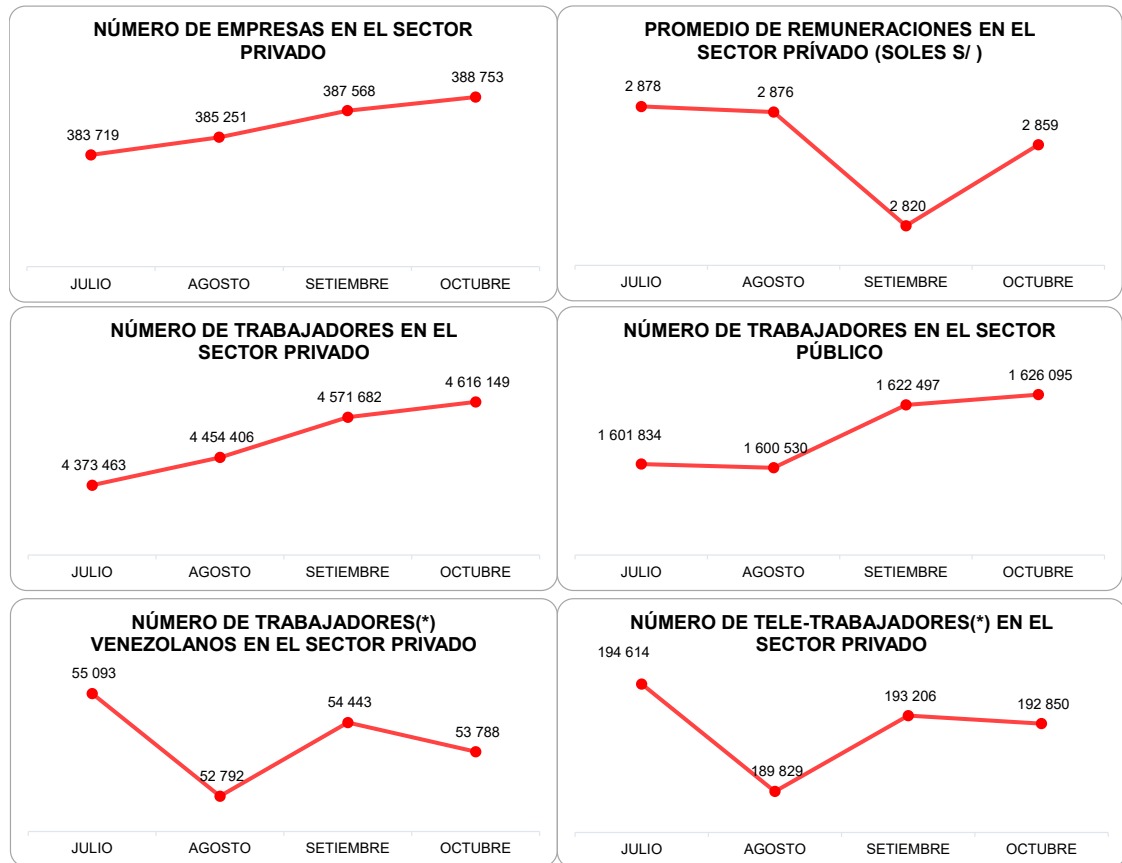 NÚMERO DE EMPRESAS EN EL SECTOR
PRIVADO
383 719
385 251
387 568
388 753
JULIO AGOSTO SETIEMBRE OCTUBRE
PROMEDIO DE REMUNERACIONES EN EL
SECTOR PRÍVADO (SOLES S/ )
2 878
2 876
2 820
2 859
JULIO AGOSTO SETIEMBRE OCTUBRE
NÚMERO DE TRABAJADORES EN EL
SECTOR PRIVADO
4 373 463
4 454 406
4 571 682
4 616 149
JULIO AGOSTO SETIEMBRE OCTUBRE
NÚMERO DE TRABAJADORES EN EL SECTOR
PÚBLICO
1 601 834
1 600 530
1 622 497
1 626 095
JULIO AGOSTO SETIEMBRE OCTUBRE
NÚMERO DE TRABAJADORES(*)
VENEZOLANOS EN EL SECTOR PRIVADO
55 093
52 792
54 443
53 788
JULIO AGOSTO SETIEMBRE OCTUBRE
NÚMERO DE TELE-TRABAJADORES(*) EN EL
SECTOR PRIVADO
194 614
189 829
193 206
192 850
JULIO AGOSTO SETIEMBRE OCTUBRE